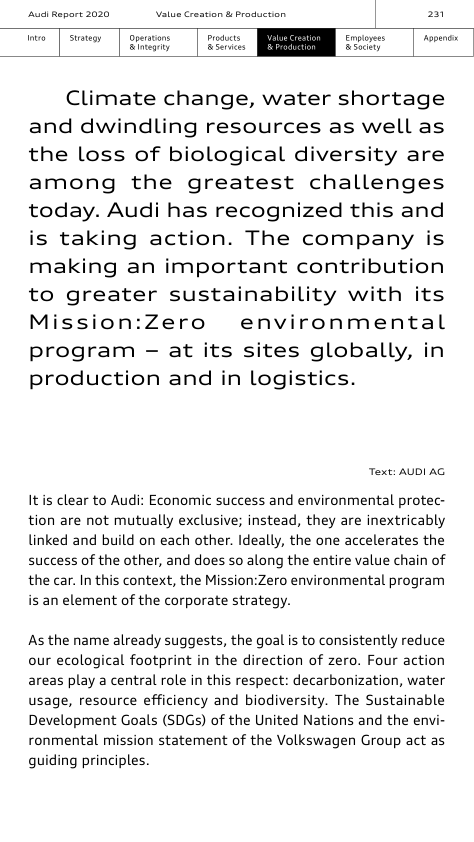 Audi Report 2020 Value Creation & Production 231
Intro Strategy Operations & Integrity Products & Services Value Creation & Production Employees & Society Appendix
Climate change, water shortage
and dwindling resources as well as
the loss of biological diversity are
among the greatest challenges
today. Audi has recognized this and
is taking action. The company is
making an important contribution
to greater sustainability with its
Mission:Zero environmental
program – at its sites globally, in
production and in logistics.
Text: AUDI AG
It is clear to Audi: Economic success and environmental protec-
tion are not mutually exclusive; instead, they are inextricably
linked and build on each other. Ideally, the one accelerates the
success of the other, and does so along the entire value chain of
the car. In this context, the Mission:Zero environmental program
is an element of the corporate strategy.
As the name already suggests, the goal is to consistently reduce
our ecological footprint in the direction of zero. Four action
areas play a central role in this respect: decarbonization, water
usage, resource efficiency and biodiversity. The Sustainable
Development Goals (SDGs) of the United Nations and the envi-
ronmental mission statement of the Volkswagen Group act as
guiding principles.